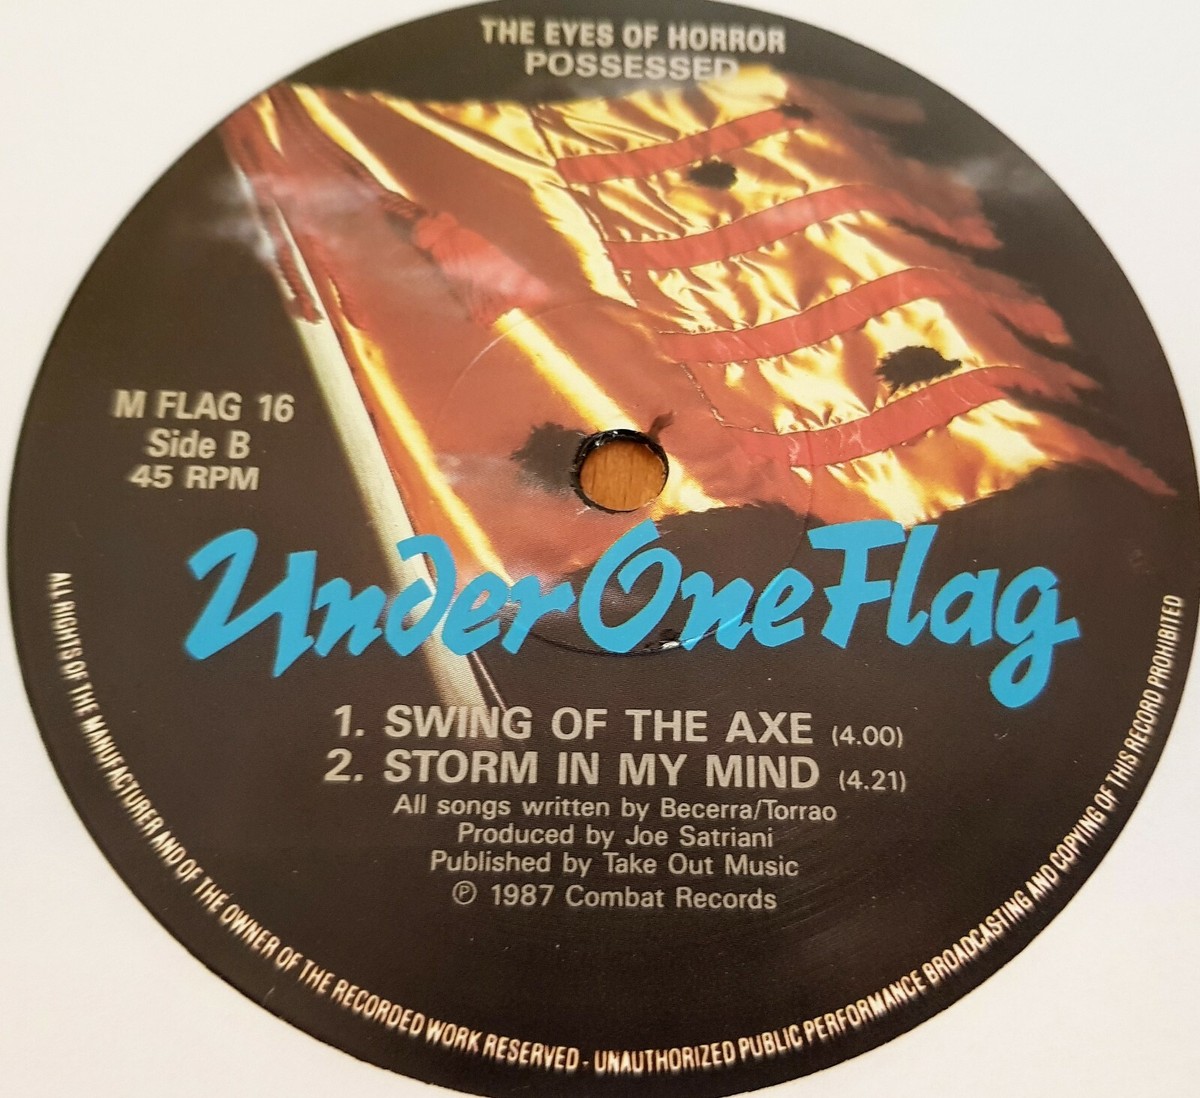 THE EYES OF HORROR
POSSESSED
M FLAG 16
Side B
45 RPM
Under One Flag
1. SWING OF THE AXE (4.00)
2. STORM IN MY MIND (4.21)
All songs written by Becerra/Torrao
Produced by Joe Satriani
Published by Take Out Music
℗ 1987 Combat Records
ALL RIGHTS OF THE MANUFACTURER AND OF THE OWNER OF THE RECORDED WORK RESERVED - UNAUTHORIZED PUBLIC PERFORMANCE BROADCASTING AND COPYING OF THIS RECORD PROHIBITED